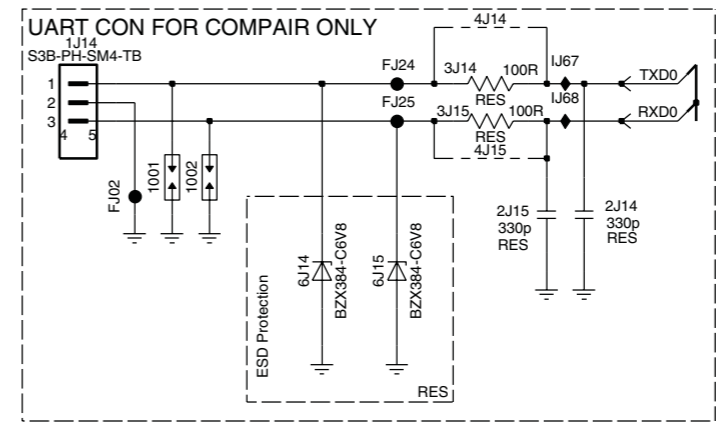 UART CON FOR COMPAIR ONLY
1J14
S3B-PH-SM4-TB
1
2
3
4 5
FJ02
1001
1002
FJ24
FJ25
4J14
3J14 100R
RES
IJ67
IJ68
3J15 100R
RES
4J15
TXD0
RXD0
2J15
330p
RES
2J14
330p
RES
ESD Protection
6J14
BZX384-C6V8
6J15
BZX384-C6V8
RES